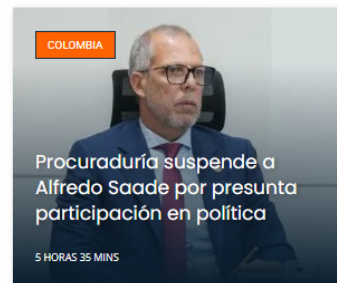 COLOMBIA
Procuraduría suspende a
Alfredo Saade por presunta
participación en política
5 HORAS 35 MINS